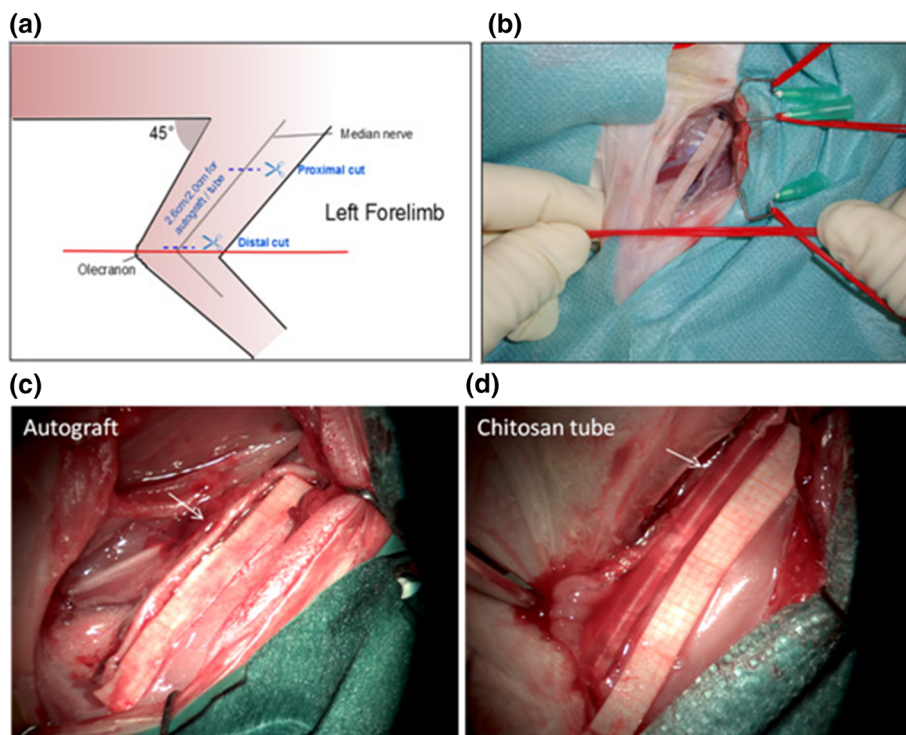 (a)
45°
Median nerve
2.6cm/2.0cm for
autograft / tube
Proximal cut
Left Forelimb
Distal cut
Olecranon
(b)
(c)
Autograft
(d)
Chitosan tube